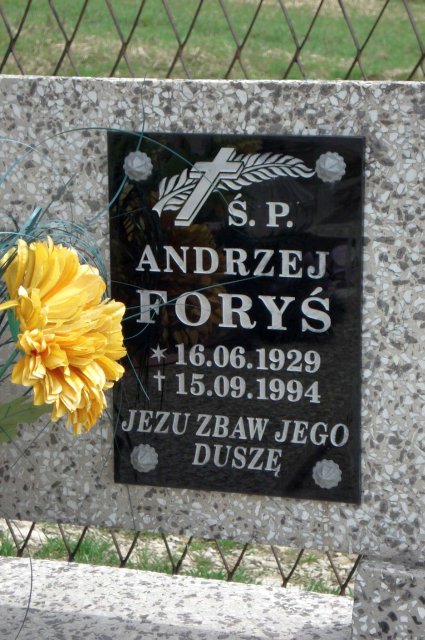 Ś. P.
ANDRZEJ
FORYŚ
* 16.06.1929
† 15.09.1994
JEZU ZBAW JEGO
DUSZĘ